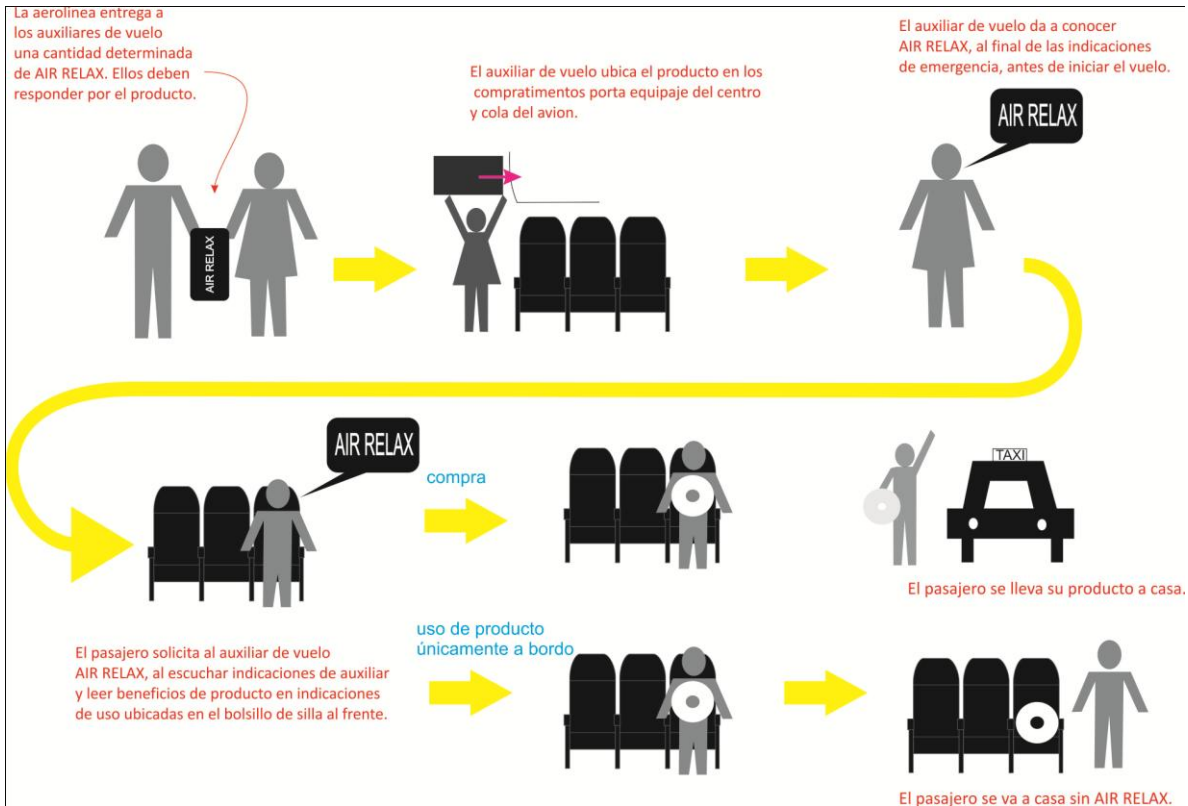 La aerolínea entrega a
los auxiliares de vuelo
una cantidad determinada
de AIR RELAX. Ellos deben
responder por el producto.
AIR RELAX
El auxiliar de vuelo ubica el producto en los
compratimentos porta equipaje del centro
y cola del avion.
El auxiliar de vuelo da a conocer
AIR RELAX, al final de las indicaciones
de emergencia, antes de iniciar el vuelo.
AIR RELAX
AIR RELAX
El pasajero solicita al auxiliar de vuelo
AIR RELAX, al escuchar indicaciones de auxiliar
y leer beneficios de producto en indicaciones
de uso ubicadas en el bolsillo de silla al frente.
compra
TAXI
El pasajero se lleva su producto a casa.
uso de producto
únicamente a bordo
El pasajero se va a casa sin AIR RELAX.